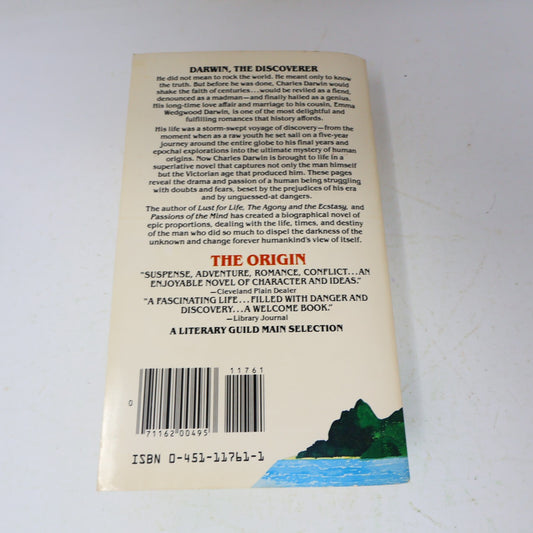 DARWIN, THE DISCOVERER
He did not mean to rock the world. He meant only to know
the truth. But before he was done, Charles Darwin would
shake the faith of centuries...would be reviled as a fiend,
denounced as a madman—and finally hailed as a genius.
His long-time love affair and marriage to his cousin, Emma
Wedgwood Darwin, is one of the most delightful and
fulfilling romances that history affords.
His life was a storm-swept voyage of discovery—from the
moment when as a raw youth he set sail on a five-year
journey around the entire globe to his final years and
epochal explorations into the ultimate mystery of human
origins. Now Charles Darwin is brought to life in a
superlative novel that captures not only the man himself
but the Victorian age that produced him. These pages
reveal the drama and passion of a human being struggling
with doubts and fears, beset by the prejudices of his era
and by unguessed-at dangers.
The author of Lust for Life, The Agony and the Ecstasy, and
Passions of the Mind has created a biographical novel of
epic proportions, dealing with the life, times, and destiny
of the man who did so much to dispel the darkness of the
unknown and change forever humankind's view of itself.
THE ORIGIN
"SUSPENSE, ADVENTURE, ROMANCE, CONFLICT...AN
ENJOYABLE NOVEL OF CHARACTER AND IDEAS."
—Cleveland Plain Dealer
"A FASCINATING LIFE...FILLED WITH DANGER AND
DISCOVERY...A WELCOME BOOK."
—Library Journal
A LITERARY GUILD MAIN SELECTION
11761
0
71162 00495
ISBN 0-451-11761-1